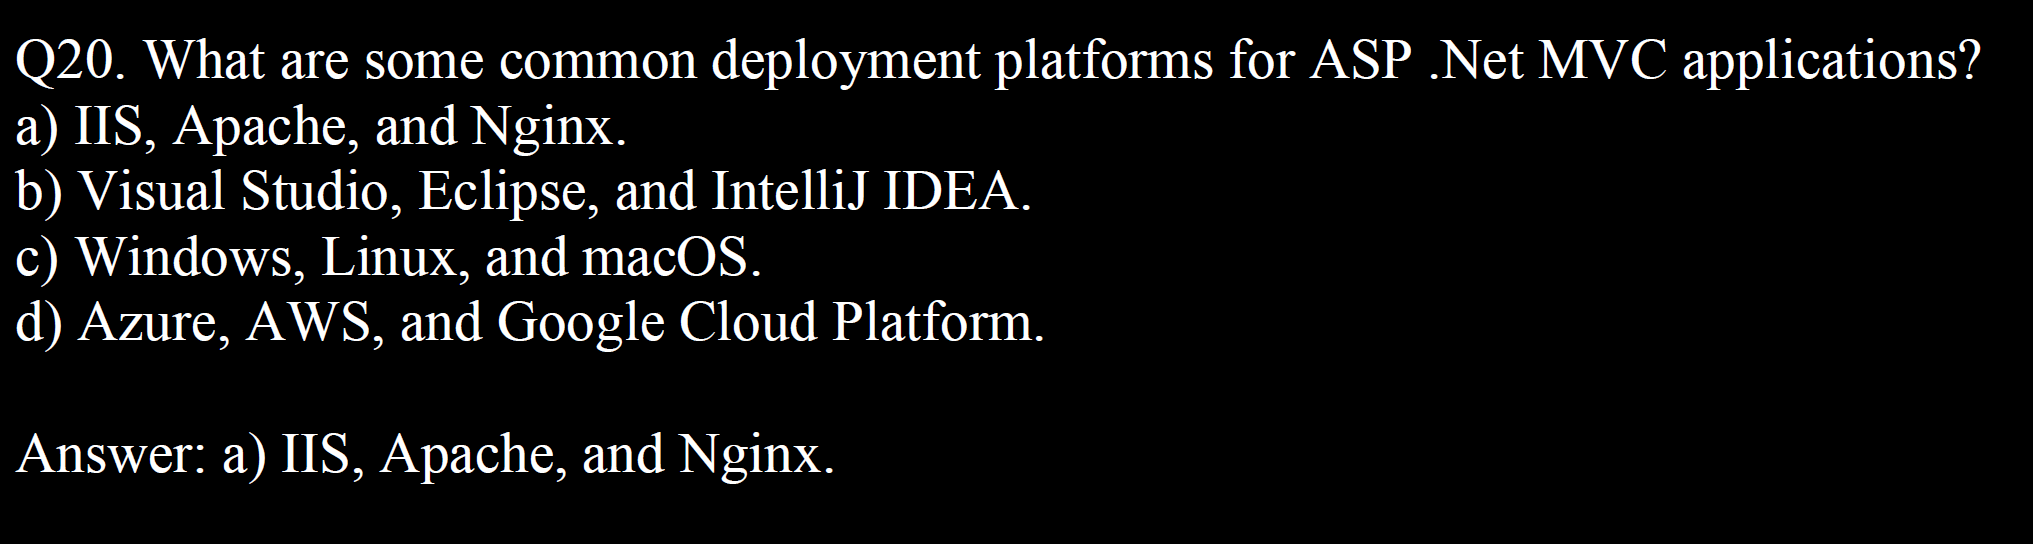 Q20. What are some common deployment platforms for ASP .Net MVC applications?
a) IIS, Apache, and Nginx.
b) Visual Studio, Eclipse, and IntelliJ IDEA.
c) Windows, Linux, and macOS.
d) Azure, AWS, and Google Cloud Platform.
Answer: a) IIS, Apache, and Nginx.